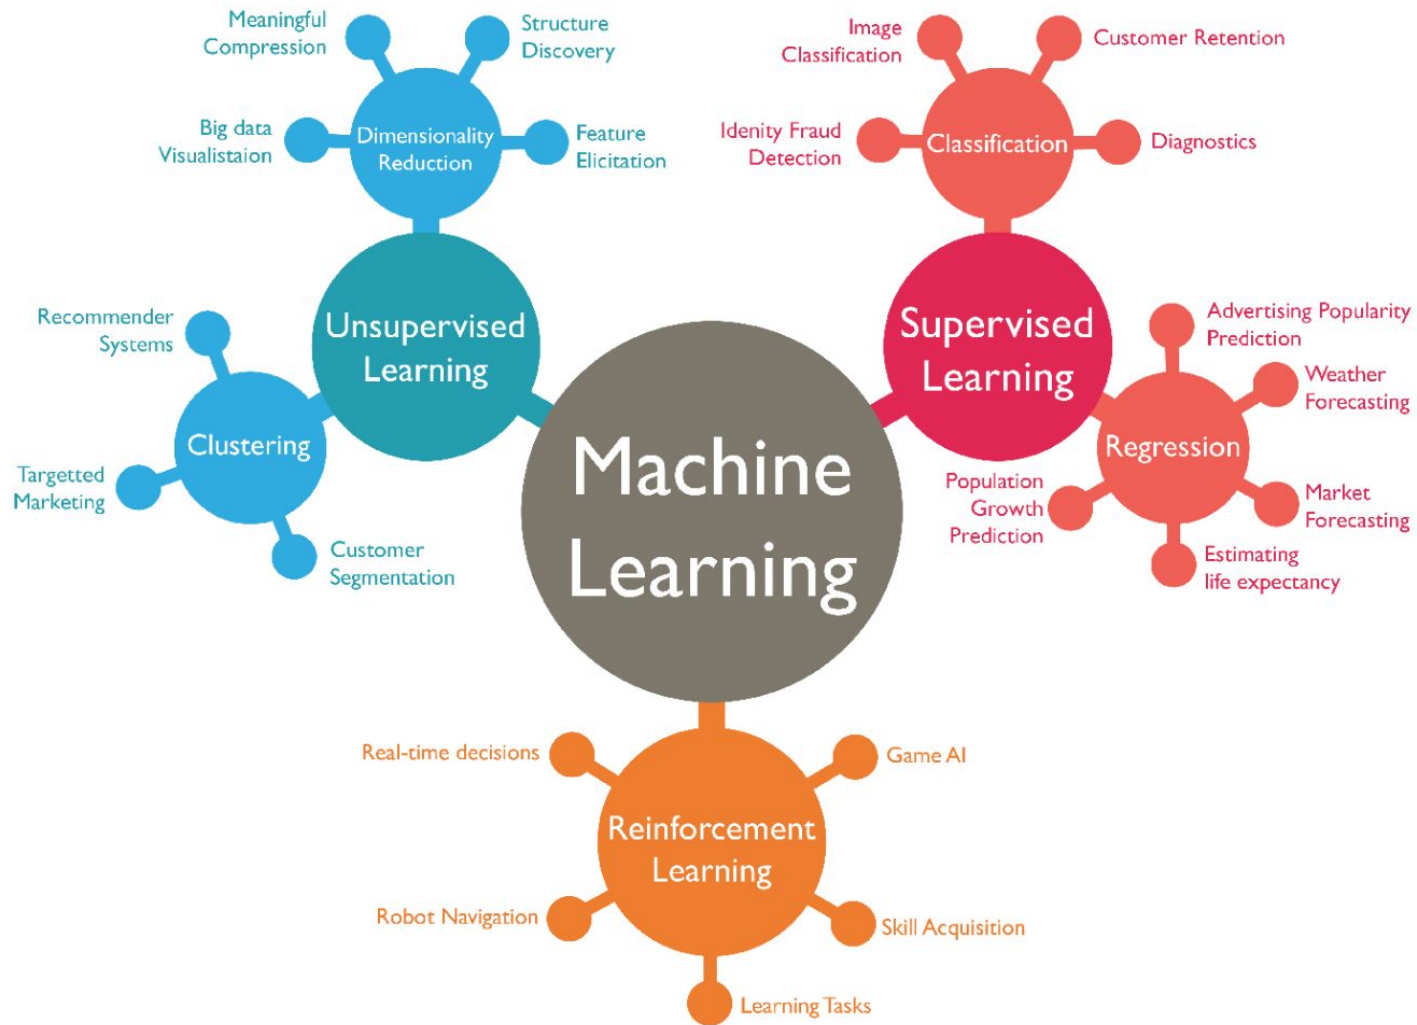 Meaningful
Compression
Structure
Discovery
Big data
Visualistaion
Dimensionality
Reduction
Feature
Elicitation
Unsupervised
Learning
Recommender
Systems
Clustering
Targetted
Marketing
Customer
Segmentation
Image
Classification
Customer Retention
Idenity Fraud
Detection
Classification
Diagnostics
Supervised
Learning
Advertising Popularity
Prediction
Weather
Forecasting
Regression
Population
Growth
Prediction
Market
Forecasting
Estimating
life expectancy
Machine
Learning
Real-time decisions
Game AI
Reinforcement
Learning
Robot Navigation
Skill Acquisition
Learning Tasks